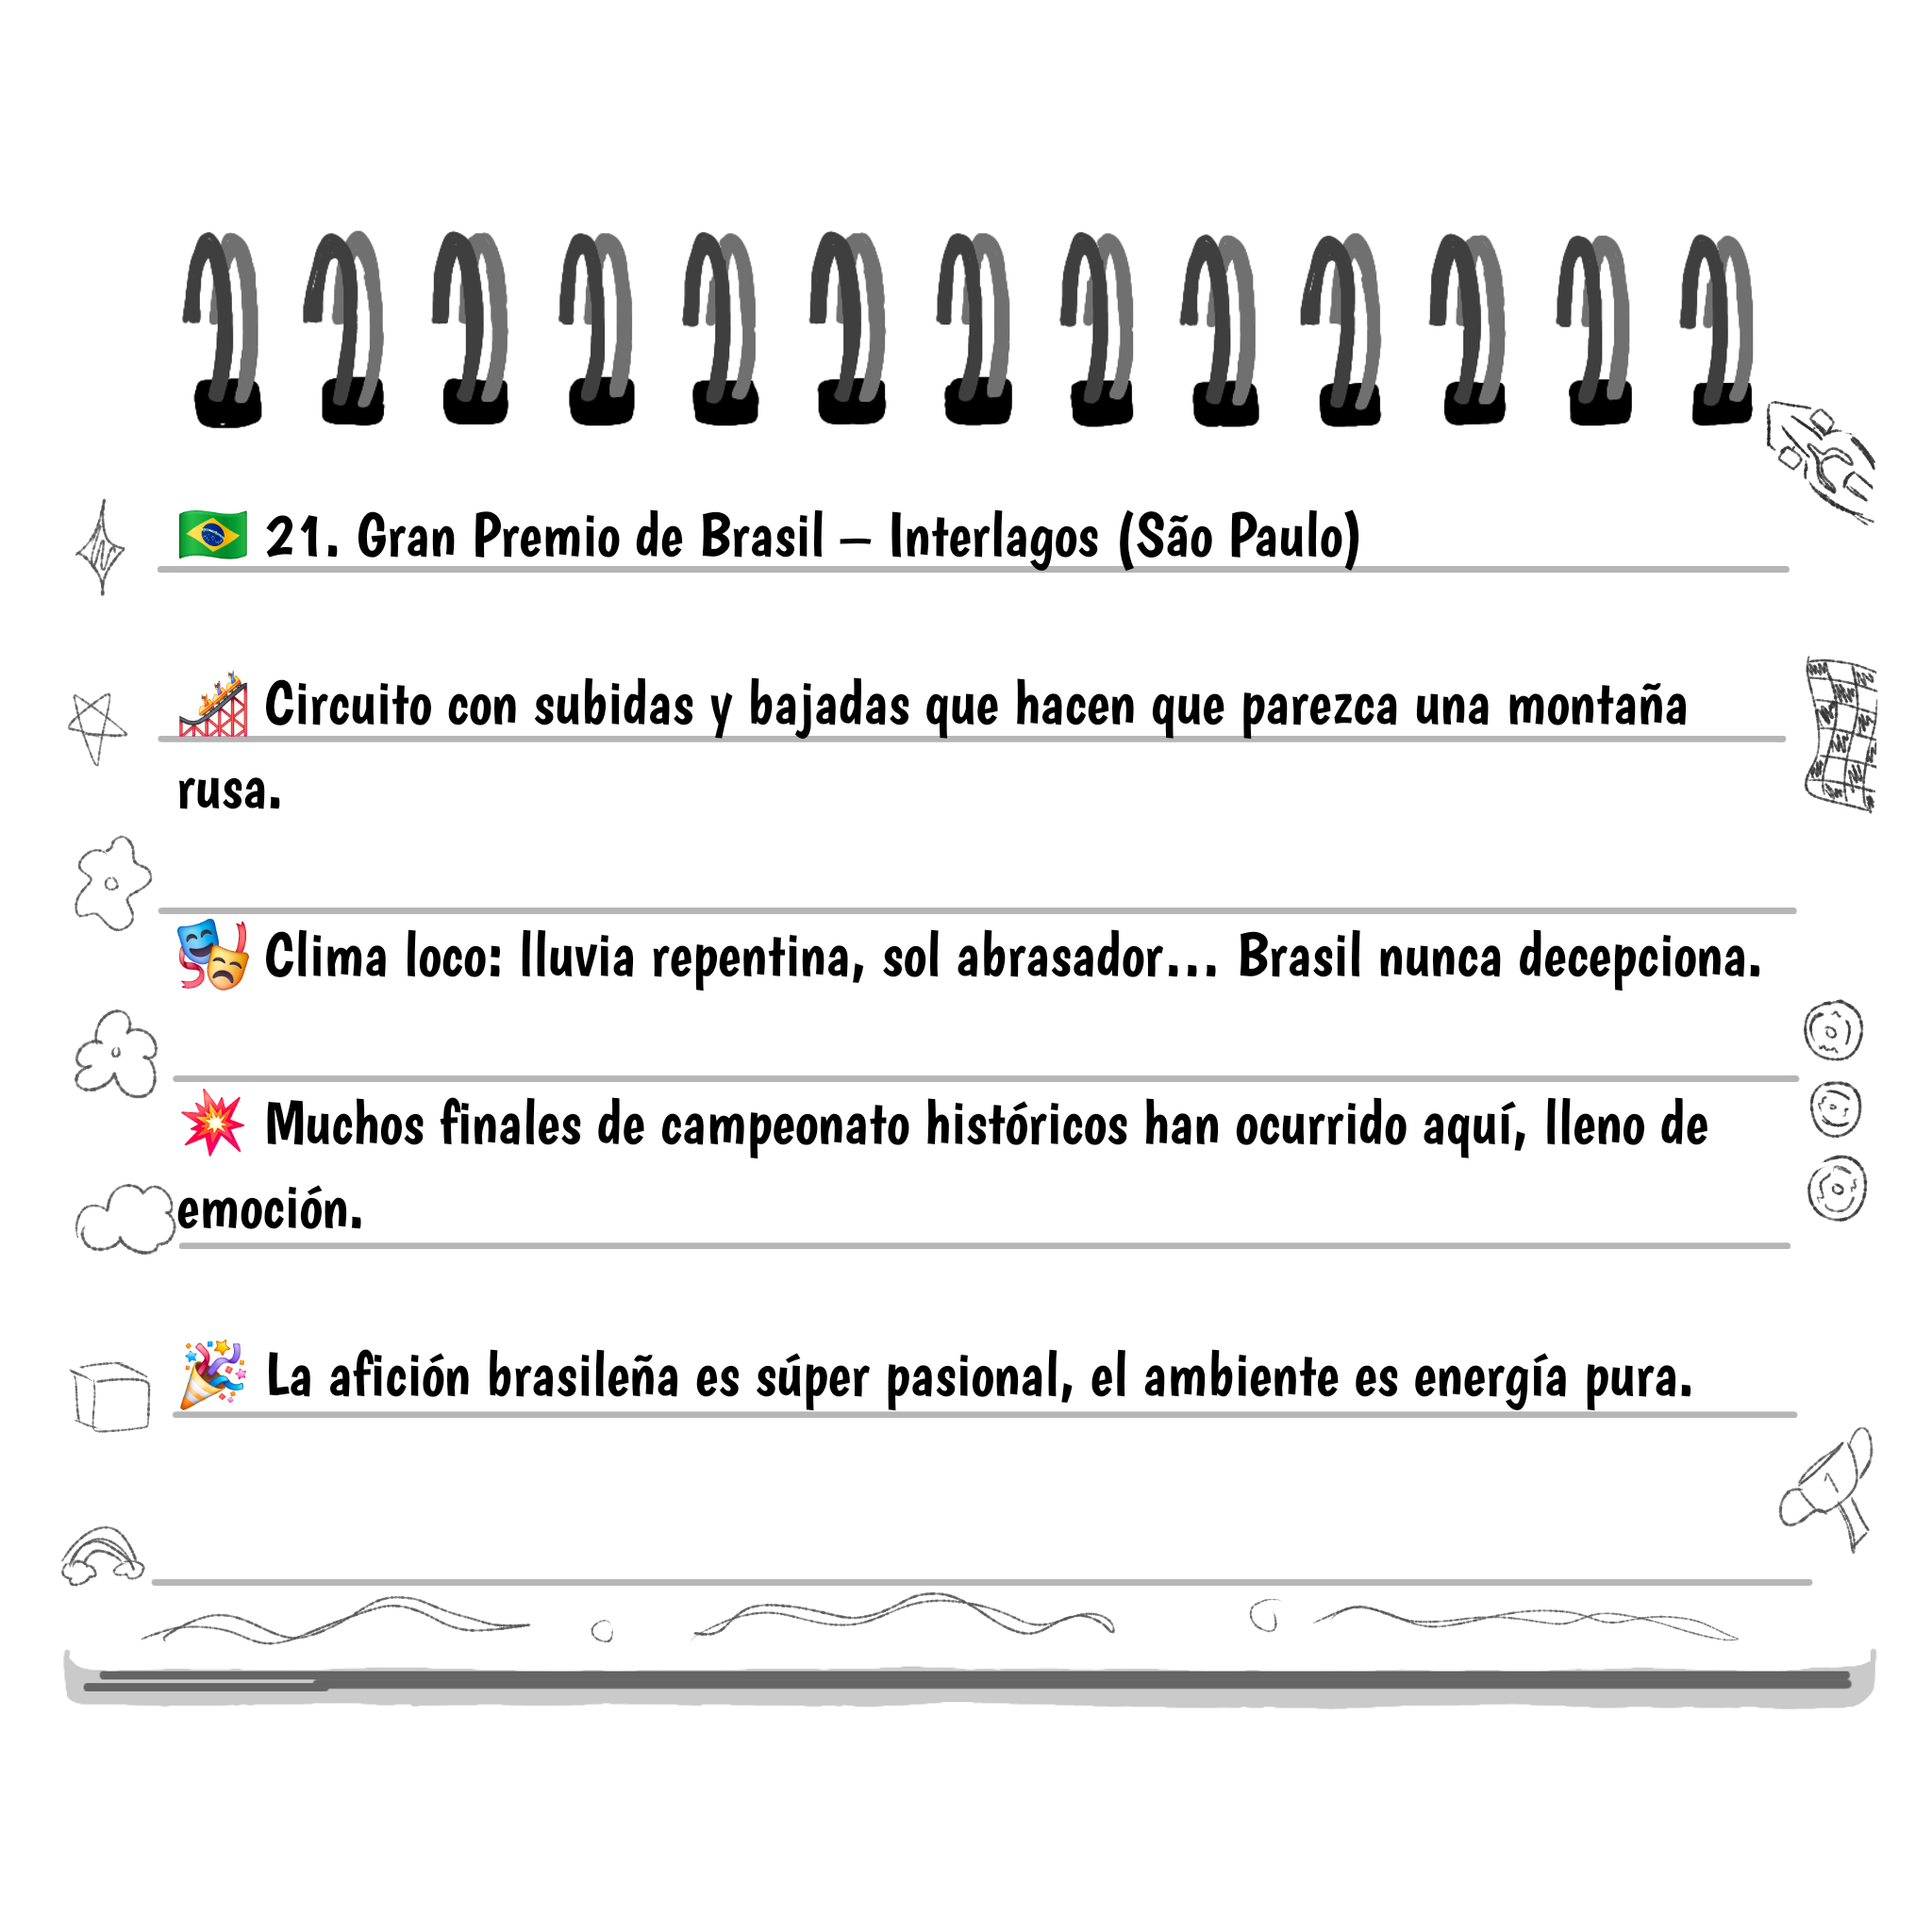 🇧🇷 21. Gran Premio de Brasil – Interlagos (São Paulo)
🎢 Circuito con subidas y bajadas que hacen que parezca una montaña
rusa.
🎭 Clima loco: lluvia repentina, sol abrasador... Brasil nunca decepciona.
💥 Muchos finales de campeonato históricos han ocurrido aquí, lleno de
emoción.
🎉 La afición brasileña es súper pasional, el ambiente es energía pura.